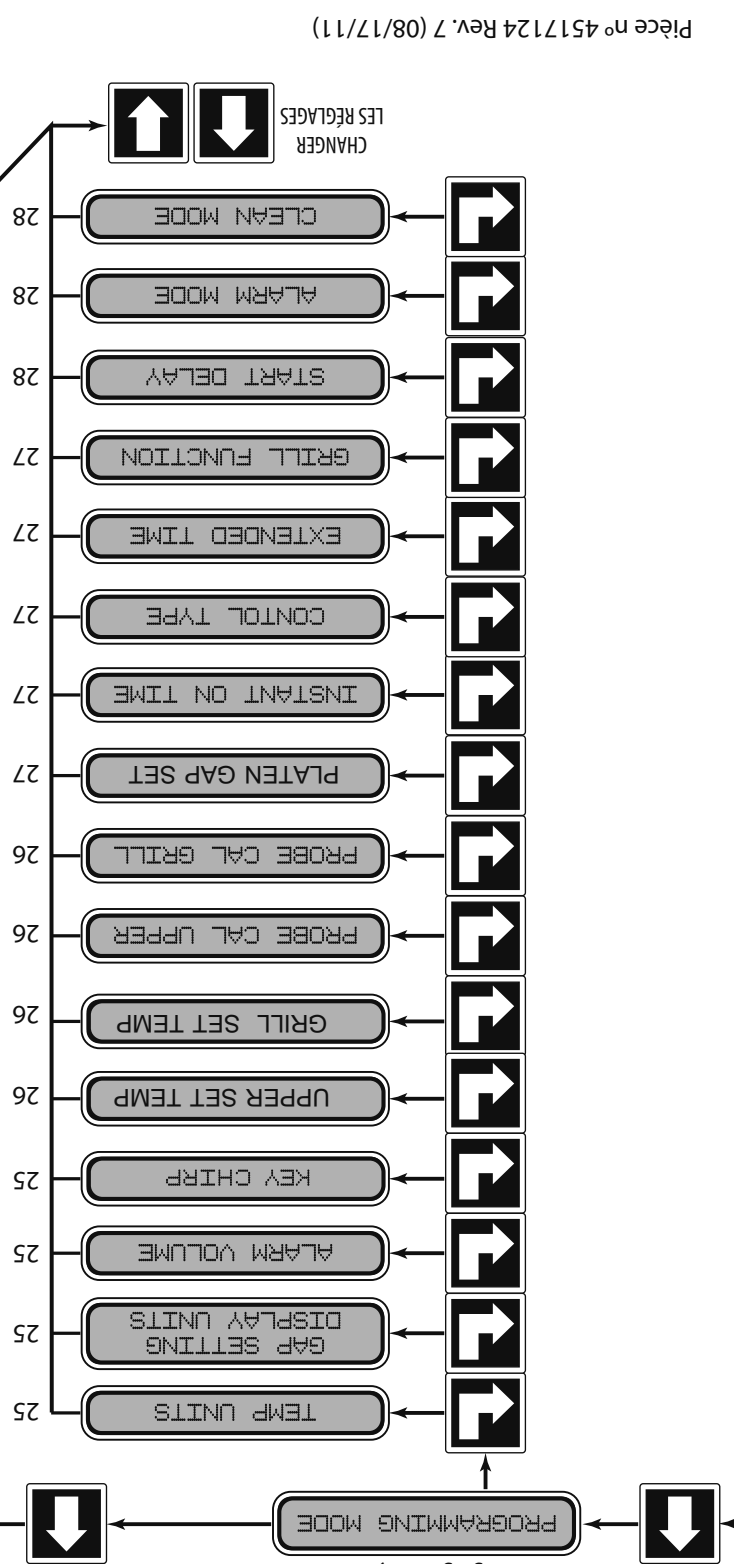 PROGRAMMING MODE
TEMP UNITS
25
GAP SETTING
DISPLAY UNITS
25
ALARM VOLUME
25
KEY CHIRP
25
UPPER SET TEMP
26
GRILL SET TEMP
26
PROBE CAL UPPER
26
PROBE CAL GRILL
26
PLATEN GAP SET
27
INSTANT ON TIME
27
CONTOL TYPE
27
EXTENDED TIME
27
GRILL FUNCTION
27
START DELAY
28
ALARM MODE
28
CLEAN MODE
28
CHANGER
LES RÉGLAGES
Pièce nº 4517124 Rev. 7 (08/17/11)